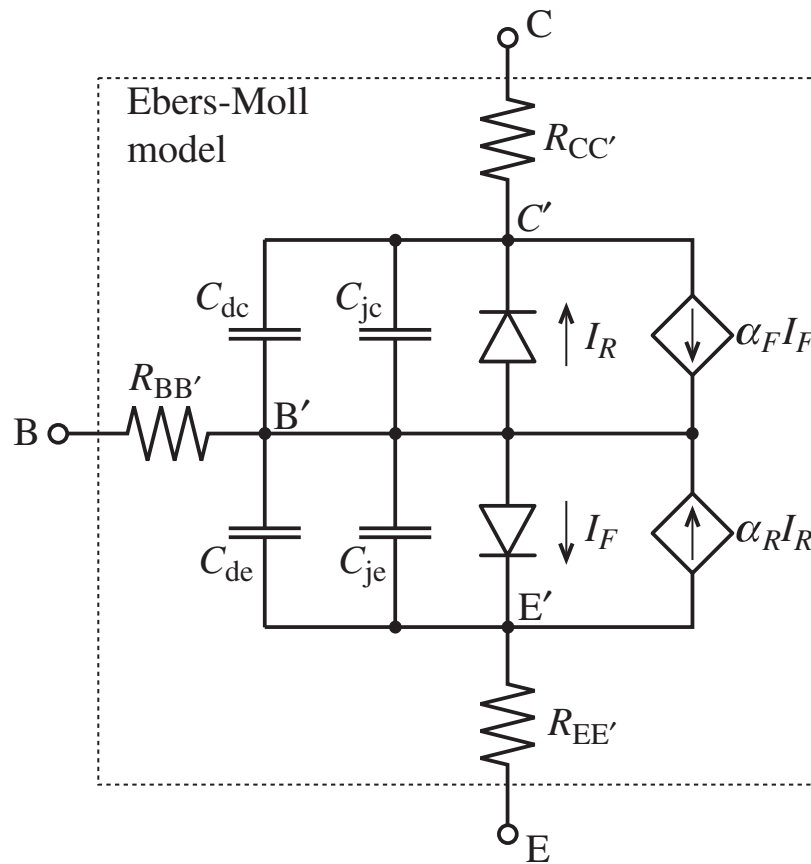 C
Ebers-Moll
model
R_CC′
C′
C_dc
C_jc
I_R
α_F I_F
R_BB′
B
B′
C_de
C_je
I_F
α_R I_R
E′
R_EE′
E